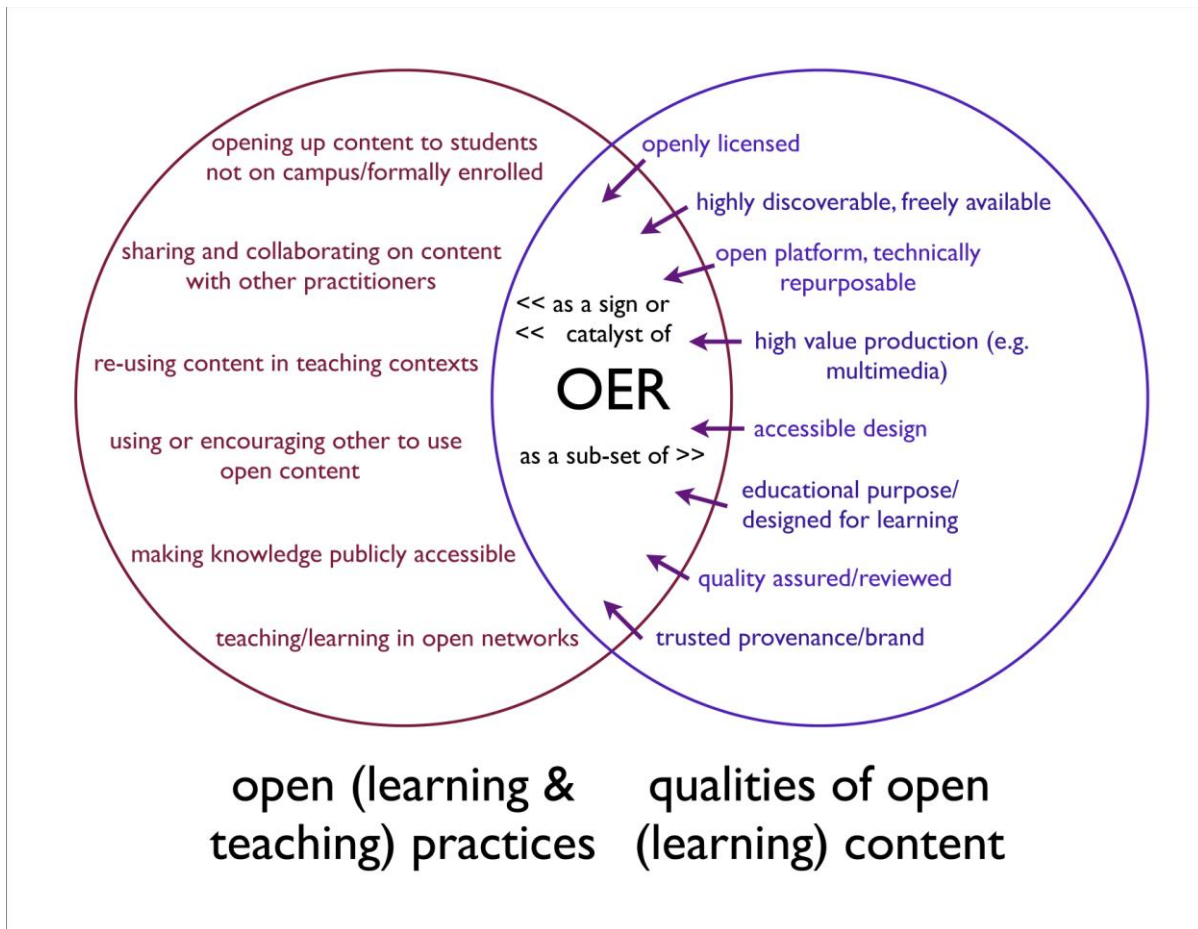 opening up content to students
not on campus/formally enrolled
sharing and collaborating on content
with other practitioners
re-using content in teaching contexts
using or encouraging other to use
open content
making knowledge publicly accessible
teaching/learning in open networks
<< as a sign or
<< catalyst of
OER
as a sub-set of >>
openly licensed
highly discoverable, freely available
open platform, technically
repurposable
high value production (e.g.
multimedia)
accessible design
educational purpose/
designed for learning
quality assured/reviewed
trusted provenance/brand
open (learning &
teaching) practices
qualities of open
(learning) content